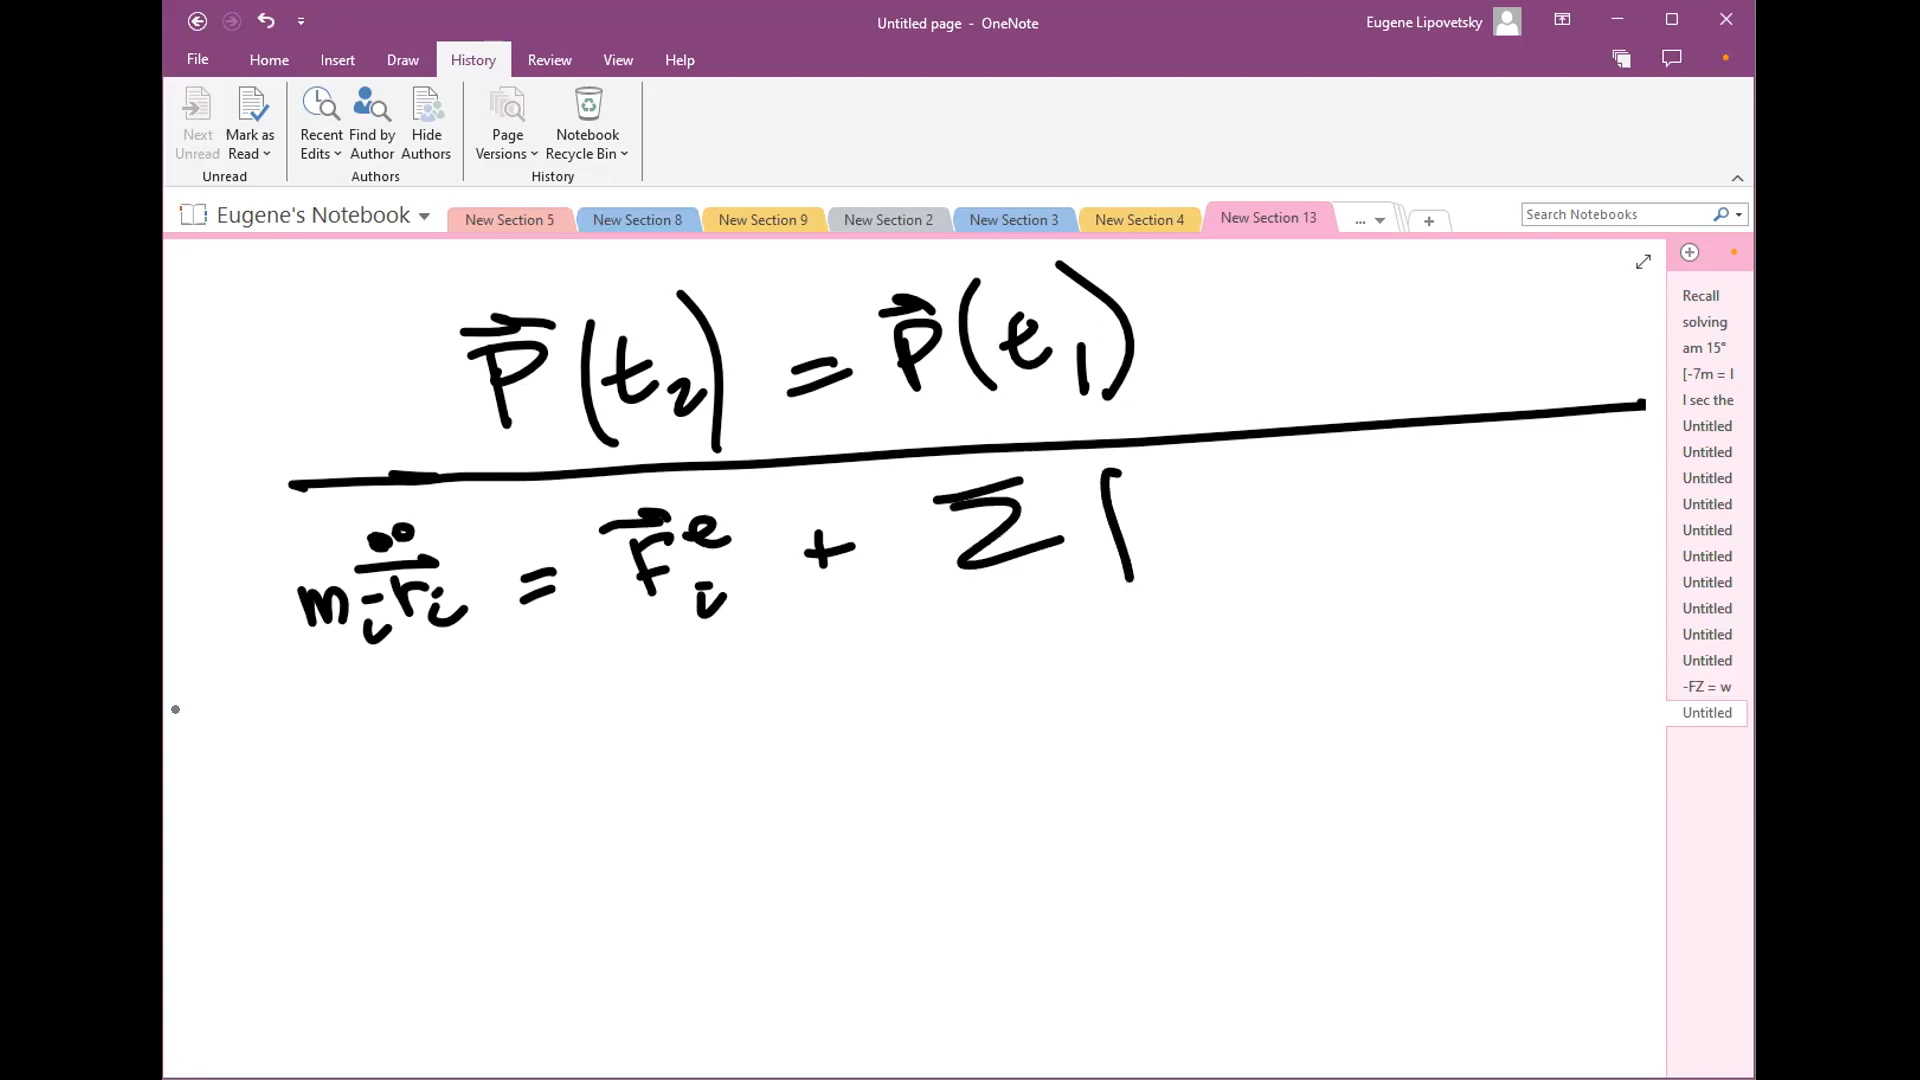 Untitled page - OneNote
Eugene Lipovetsky
File Home Insert Draw History Review View Help
Next Unread
Mark as Read
Unread
Recent Edits
Find by Author
Hide Authors
Authors
Page Versions
Notebook Recycle Bin
History
Eugene's Notebook
New Section 5
New Section 8
New Section 9
New Section 2
New Section 3
New Section 4
New Section 13
...
+
Search Notebooks
P⃗(t₂) = P⃗(t₁)
mᵢ r̈ᵢ = F⃗ᵢᵉ + Σ (
Recall
solving
am 15°
[-7m = I
I sec the
Untitled
Untitled
Untitled
Untitled
Untitled
Untitled
Untitled
Untitled
Untitled
Untitled
-FZ = w
Untitled